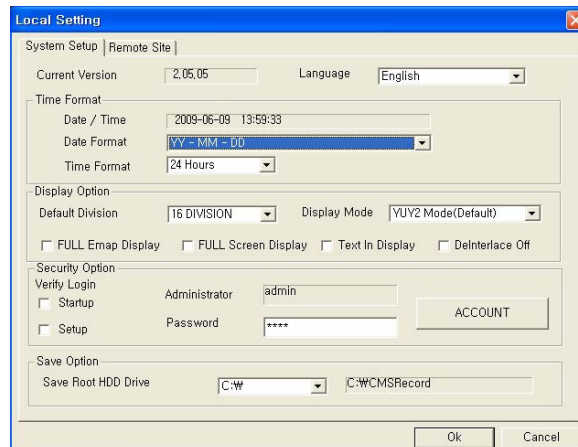 Local Setting
System Setup Remote Site
Current Version 2,05,05 Language English
Time Format
Date / Time 2009-06-09 13:59:33
Date Format YY - MM - DD
Time Format 24 Hours
Display Option
Default Division 16 DIVISION Display Mode YUY2 Mode(Default)
FULL Emap Display FULL Screen Display Text In Display DeInterlace Off
Security Option
Verify Login
Startup Administrator admin
ACCOUNT
Setup Password ****
Save Option
Save Root HDD Drive C:₩ C:₩CMSRecord
Ok Cancel